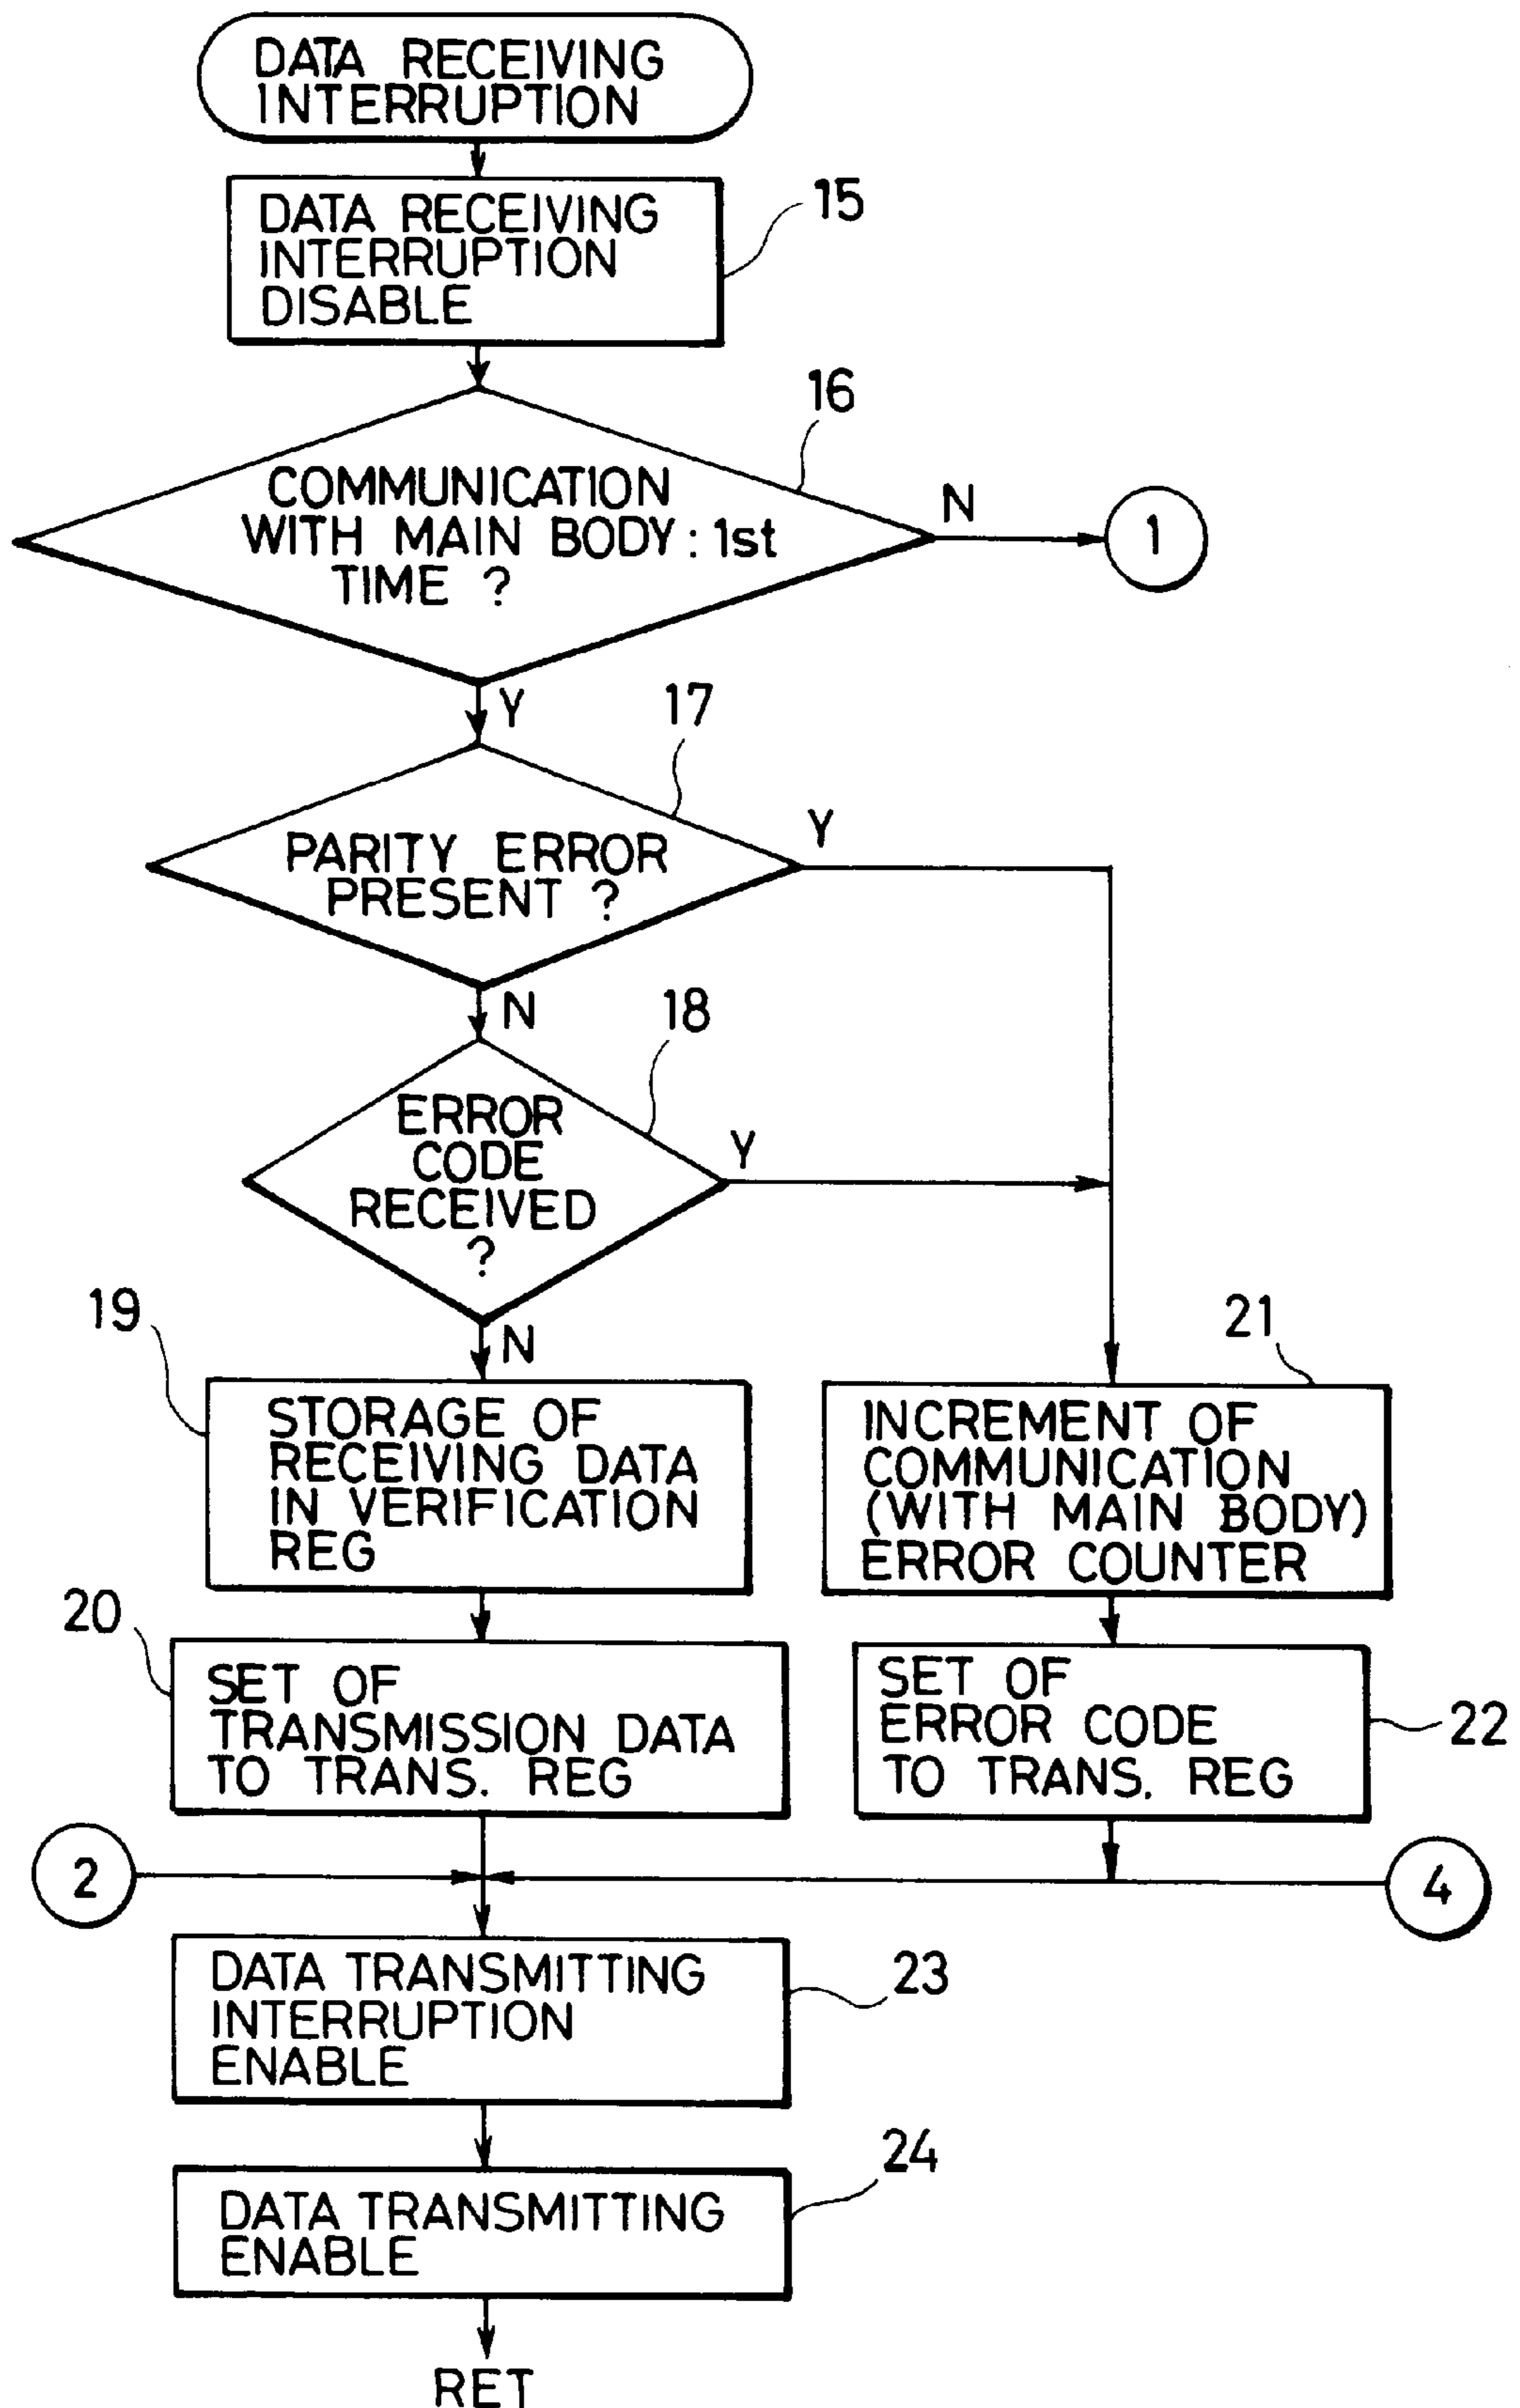 DATA RECEIVING
INTERRUPTION
DATA RECEIVING
INTERRUPTION
DISABLE
15
16
COMMUNICATION
WITH MAIN BODY : 1st
TIME ?
N
1
Y
17
PARITY ERROR
PRESENT ?
Y
N
18
ERROR
CODE
RECEIVED
?
Y
N
19
STORAGE OF
RECEIVING DATA
IN VERIFICATION
REG
21
INCREMENT OF
COMMUNICATION
(WITH MAIN BODY)
ERROR COUNTER
20
SET OF
TRANSMISSION DATA
TO TRANS. REG
SET OF
ERROR CODE
TO TRANS. REG
22
2
4
DATA TRANSMITTING
INTERRUPTION
ENABLE
23
DATA TRANSMITTING
ENABLE
24
RET